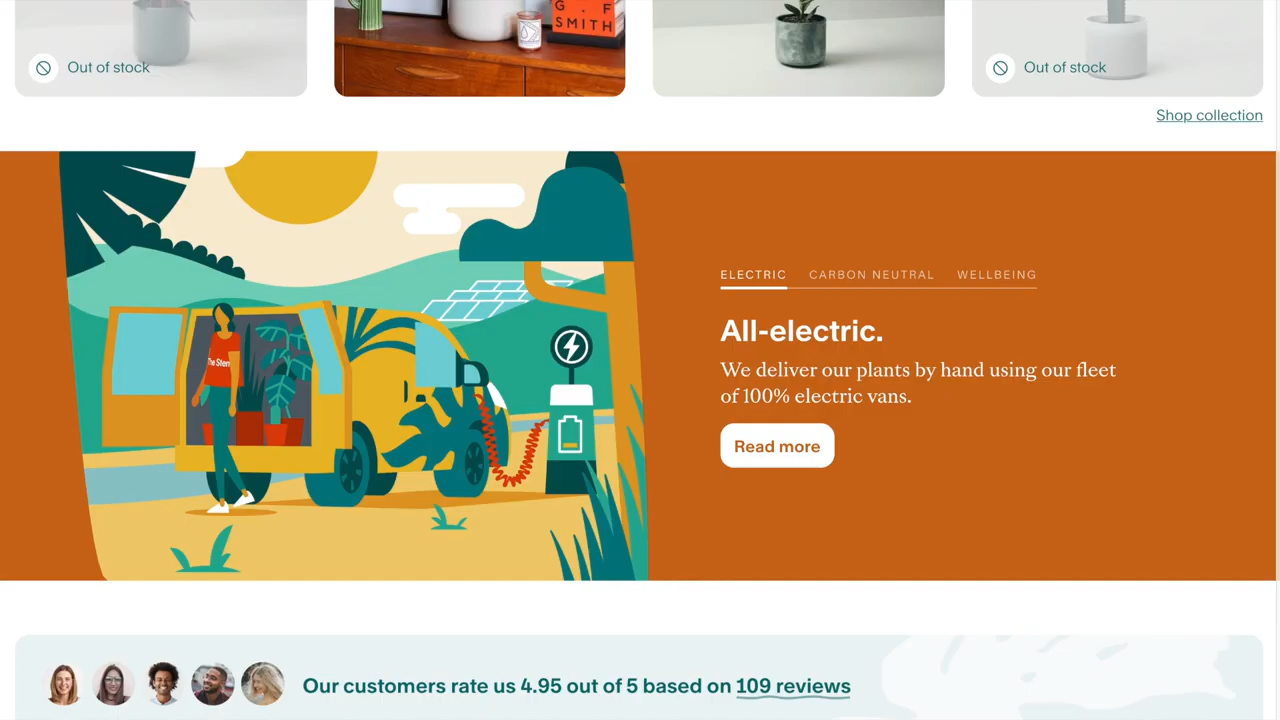 G. F
SMITH
Out of stock
Out of stock
Shop collection
ELECTRIC CARBON NEUTRAL WELLBEING
All-electric.
We deliver our plants by hand using our fleet
of 100% electric vans.
The Stem
Read more
Our customers rate us 4.95 out of 5 based on 109 reviews